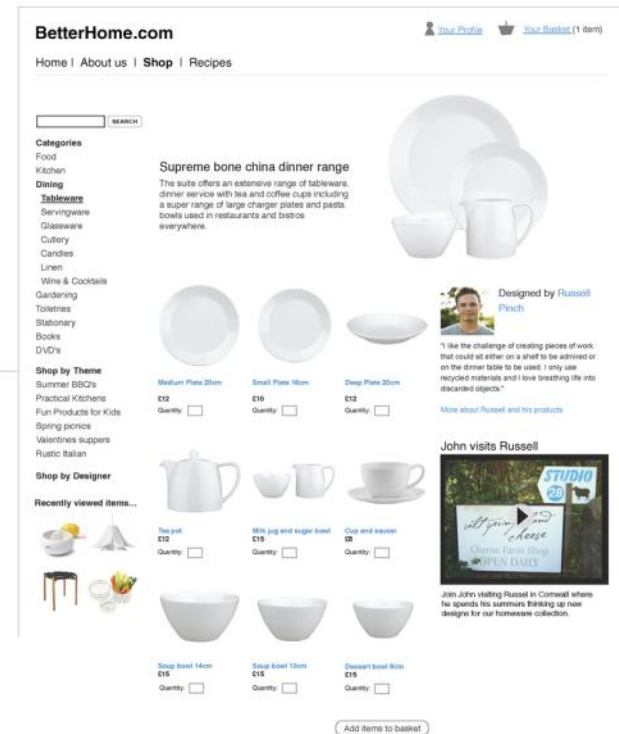 BetterHome.com
Your Profile
Your Basket (1 item)
Home | About us | Shop | Recipes
SEARCH
Categories
Food
Kitchen
Dining
Tableware
Servingware
Glassware
Cutlery
Candles
Linen
Wine & Cocktails
Gardening
Toiletries
Stationary
Books
DVD's
Shop by Theme
Summer BBQ's
Practical Kitchens
Fun Products for Kids
Spring picnics
Valentines suppers
Rustic Italian
Shop by Designer
Recently viewed items...
Supreme bone china dinner range
The suite offers an extensive range of tableware,
dinner service with tea and coffee cups including
a super range of large charger plates and pasta
bowls used in restaurants and bistros
everywhere.
Medium Plate 20cm
£12
Quantity:
Small Plate 16cm
£10
Quantity:
Deep Plate 20cm
£12
Quantity:
Tea pot
£12
Quantity:
Milk jug and suger bowl
£15
Quantity:
Cup and saucer
£8
Quantity:
Soup bowl 14cm
£15
Quantity:
Soup bowl 10cm
£15
Quantity:
Dessert bowl 8cm
£15
Quantity:
Add items to basket
Designed by Russell
Pinch
"I like the challenge of creating pieces of work
that could sit either on a shelf to be admired or
on the dinner table to be used. I only use
recycled materials and I love breathing life into
discarded objects."
More about Russell and his products
John visits Russell
STUDIO
28
salt spring and
cheese
Cheese Farm Shop
OPEN DAILY
Join John visiting Russel in Cornwall where
he spends his summers thinking up new
designs for our homeware collection.